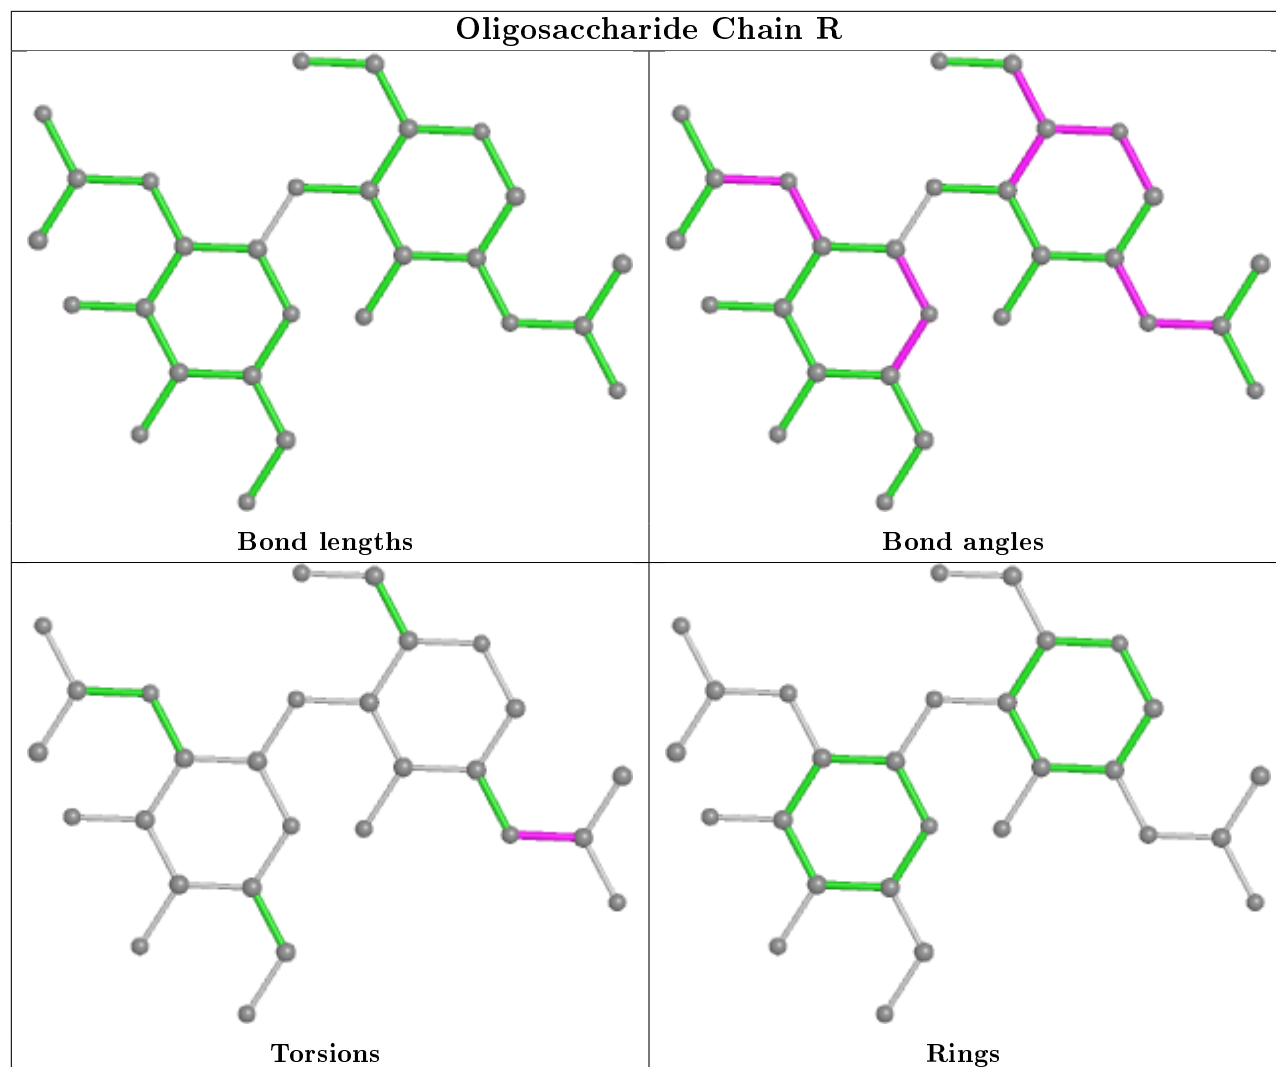 Oligosaccharide Chain R
Bond lengths
Bond angles
Torsions
Rings